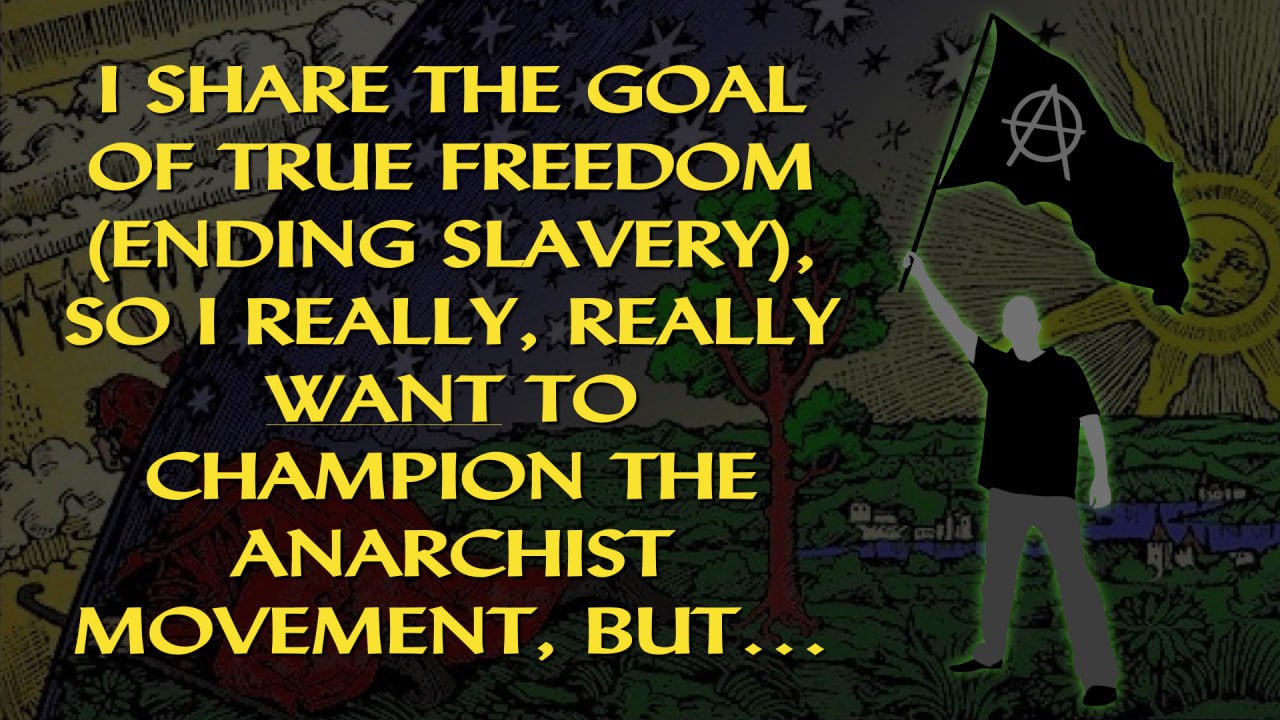 I SHARE THE GOAL
OF TRUE FREEDOM
(ENDING SLAVERY),
SO I REALLY, REALLY
WANT TO
CHAMPION THE
ANARCHIST
MOVEMENT, BUT...